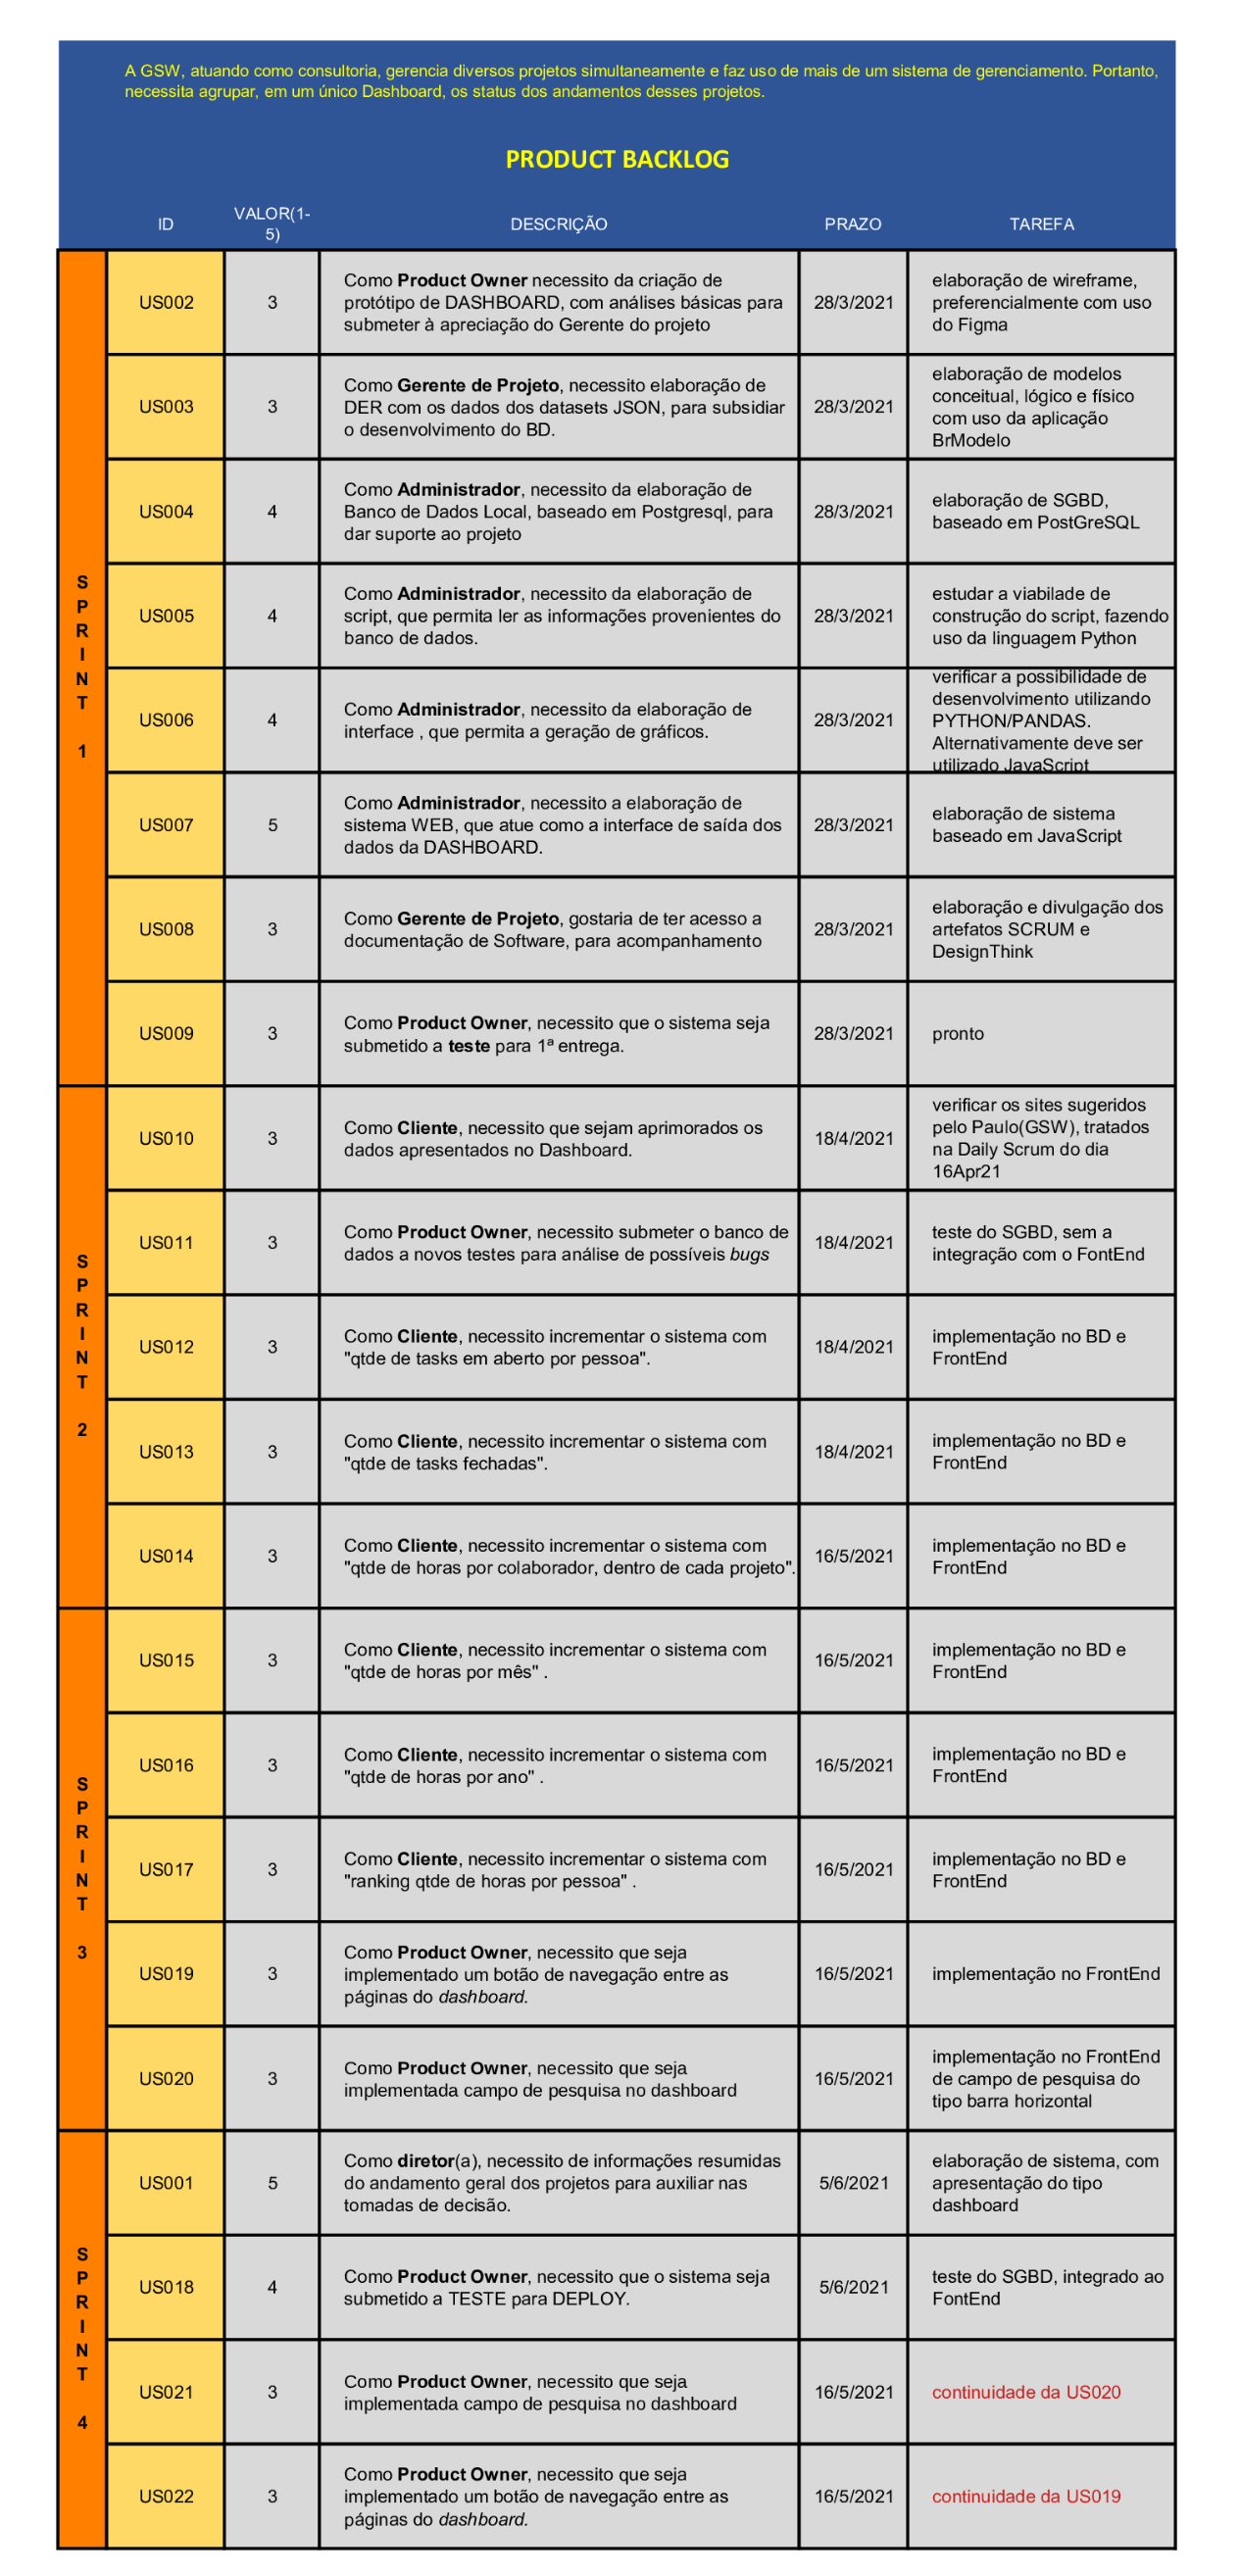 A GSW, atuando como consultoria, gerencia diversos projetos simultaneamente e faz uso de mais de um sistema de gerenciamento. Portanto,
necessita agrupar, em um único Dashboard, os status dos andamentos desses projetos.
PRODUCT BACKLOG
ID
VALOR(1-
5)
DESCRIÇÃO
PRAZO
TAREFA
SPRINT 1
US002
3
Como Product Owner necessito da criação de
protótipo de DASHBOARD, com análises básicas para
submeter à apreciação do Gerente do projeto
28/3/2021
elaboração de wireframe,
preferencialmente com uso
do Figma
US003
3
Como Gerente de Projeto, necessito elaboração de
DER com os dados dos datasets JSON, para subsidiar
o desenvolvimento do BD.
28/3/2021
elaboração de modelos
conceitual, lógico e físico
com uso da aplicação
BrModelo
US004
4
Como Administrador, necessito da elaboração de
Banco de Dados Local, baseado em Postgresql, para
dar suporte ao projeto
28/3/2021
elaboração de SGBD,
baseado em PostGreSQL
US005
4
Como Administrador, necessito da elaboração de
script, que permita ler as informações provenientes do
banco de dados.
28/3/2021
estudar a viabilade de
construção do script, fazendo
uso da linguagem Python
US006
4
Como Administrador, necessito da elaboração de
interface , que permita a geração de gráficos.
28/3/2021
verificar a possibilidade de
desenvolvimento utilizando
PYTHON/PANDAS.
Alternativamente deve ser
utilizado JavaScript
US007
5
Como Administrador, necessito a elaboração de
sistema WEB, que atue como a interface de saída dos
dados da DASHBOARD.
28/3/2021
elaboração de sistema
baseado em JavaScript
US008
3
Como Gerente de Projeto, gostaria de ter acesso a
documentação de Software, para acompanhamento
28/3/2021
elaboração e divulgação dos
artefatos SCRUM e
DesignThink
US009
3
Como Product Owner, necessito que o sistema seja
submetido a teste para 1ª entrega.
28/3/2021
pronto
SPRINT 2
US010
3
Como Cliente, necessito que sejam aprimorados os
dados apresentados no Dashboard.
18/4/2021
verificar os sites sugeridos
pelo Paulo(GSW), tratados
na Daily Scrum do dia
16Apr21
US011
3
Como Product Owner, necessito submeter o banco de
dados a novos testes para análise de possíveis bugs
18/4/2021
teste do SGBD, sem a
integração com o FontEnd
US012
3
Como Cliente, necessito incrementar o sistema com
"qtde de tasks em aberto por pessoa".
18/4/2021
implementação no BD e
FrontEnd
US013
3
Como Cliente, necessito incrementar o sistema com
"qtde de tasks fechadas".
18/4/2021
implementação no BD e
FrontEnd
US014
3
Como Cliente, necessito incrementar o sistema com
"qtde de horas por colaborador, dentro de cada projeto".
16/5/2021
implementação no BD e
FrontEnd
SPRINT 3
US015
3
Como Cliente, necessito incrementar o sistema com
"qtde de horas por mês" .
16/5/2021
implementação no BD e
FrontEnd
US016
3
Como Cliente, necessito incrementar o sistema com
"qtde de horas por ano" .
16/5/2021
implementação no BD e
FrontEnd
US017
3
Como Cliente, necessito incrementar o sistema com
"ranking qtde de horas por pessoa" .
16/5/2021
implementação no BD e
FrontEnd
US019
3
Como Product Owner, necessito que seja
implementado um botão de navegação entre as
páginas do dashboard.
16/5/2021
implementação no FrontEnd
US020
3
Como Product Owner, necessito que seja
implementada campo de pesquisa no dashboard
16/5/2021
implementação no FrontEnd
de campo de pesquisa do
tipo barra horizontal
SPRINT 4
US001
5
Como diretor(a), necessito de informações resumidas
do andamento geral dos projetos para auxiliar nas
tomadas de decisão.
5/6/2021
elaboração de sistema, com
apresentação do tipo
dashboard
US018
4
Como Product Owner, necessito que o sistema seja
submetido a TESTE para DEPLOY.
5/6/2021
teste do SGBD, integrado ao
FontEnd
US021
3
Como Product Owner, necessito que seja
implementada campo de pesquisa no dashboard
16/5/2021
continuidade da US020
US022
3
Como Product Owner, necessito que seja
implementado um botão de navegação entre as
páginas do dashboard.
16/5/2021
continuidade da US019